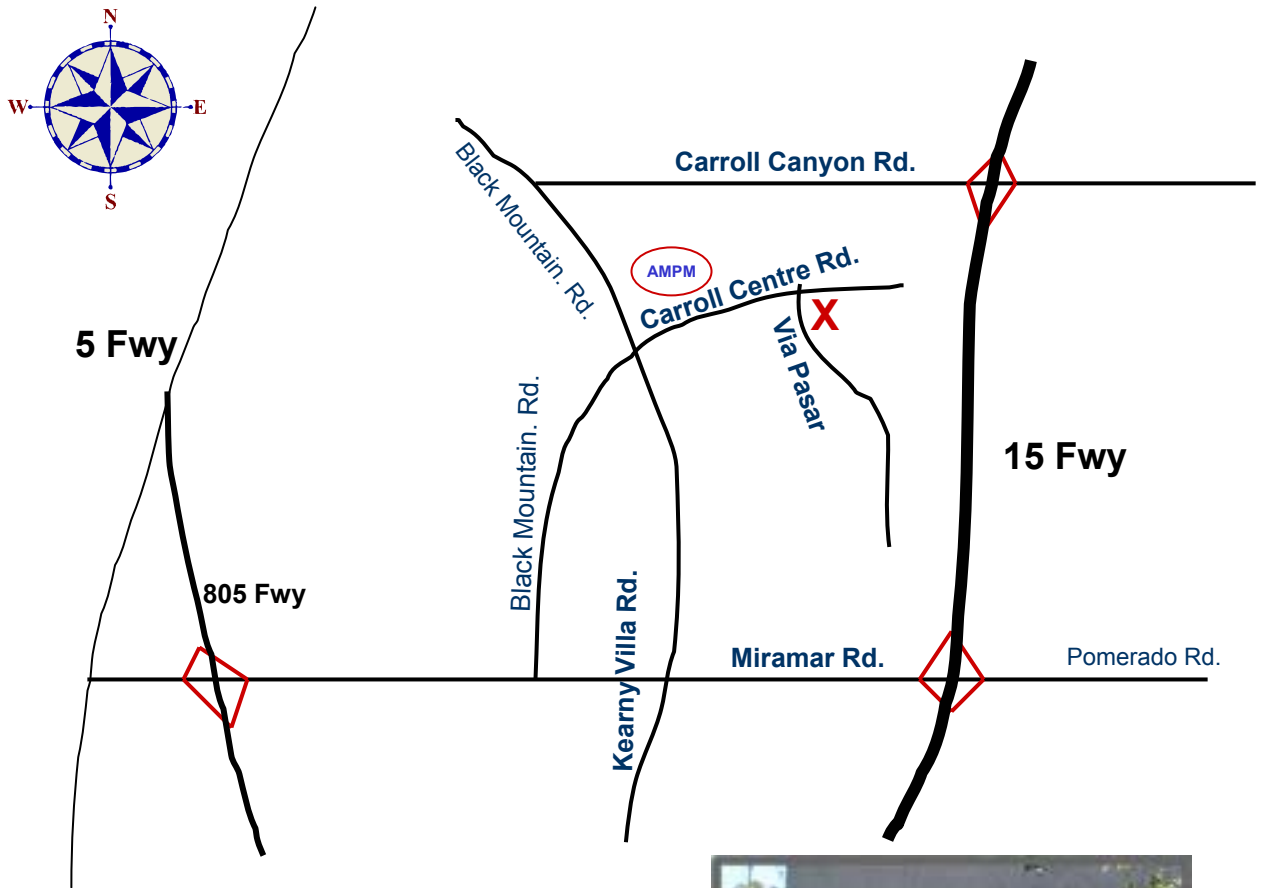 N
W
E
S
Carroll Canyon Rd.
Black Mountain. Rd.
AMPM
Carroll Centre Rd.
X
Via Pasar
5 Fwy
15 Fwy
Black Mountain. Rd.
805 Fwy
Kearny Villa Rd.
Miramar Rd.
Pomerado Rd.